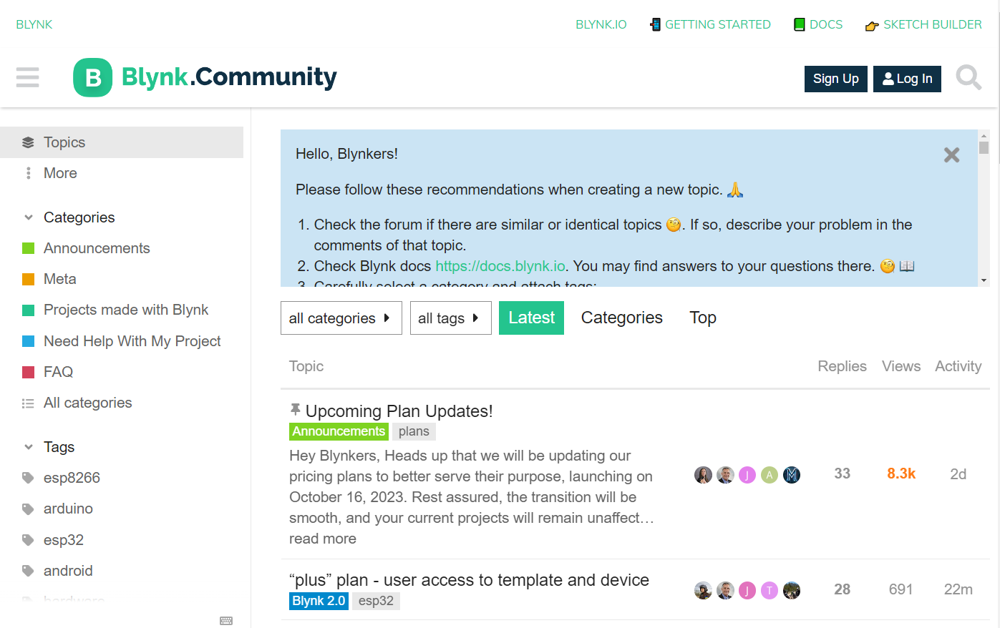 BLYNK
BLYNK.IO
GETTING STARTED
DOCS
SKETCH BUILDER
B Blynk.Community
Sign Up
Log In
Topics
More
Categories
Announcements
Meta
Projects made with Blynk
Need Help With My Project
FAQ
All categories
Tags
esp8266
arduino
esp32
android
hardware
Hello, Blynkers!
Please follow these recommendations when creating a new topic. 🙏
1. Check the forum if there are similar or identical topics 🧐. If so, describe your problem in the
comments of that topic.
2. Check Blynk docs https://docs.blynk.io. You may find answers to your questions there. 🧐 📖
3. Carefully select a category and attach tags:
all categories
all tags
Latest
Categories
Top
Topic
Replies
Views
Activity
Upcoming Plan Updates!
Announcements
plans
Hey Blynkers, Heads up that we will be updating our
pricing plans to better serve their purpose, launching on
October 16, 2023. Rest assured, the transition will be
smooth, and your current projects will remain unaffect…
read more
J
A
M
33
8.3k
2d
“plus” plan - user access to template and device
Blynk 2.0
esp32
J
T
28
691
22m